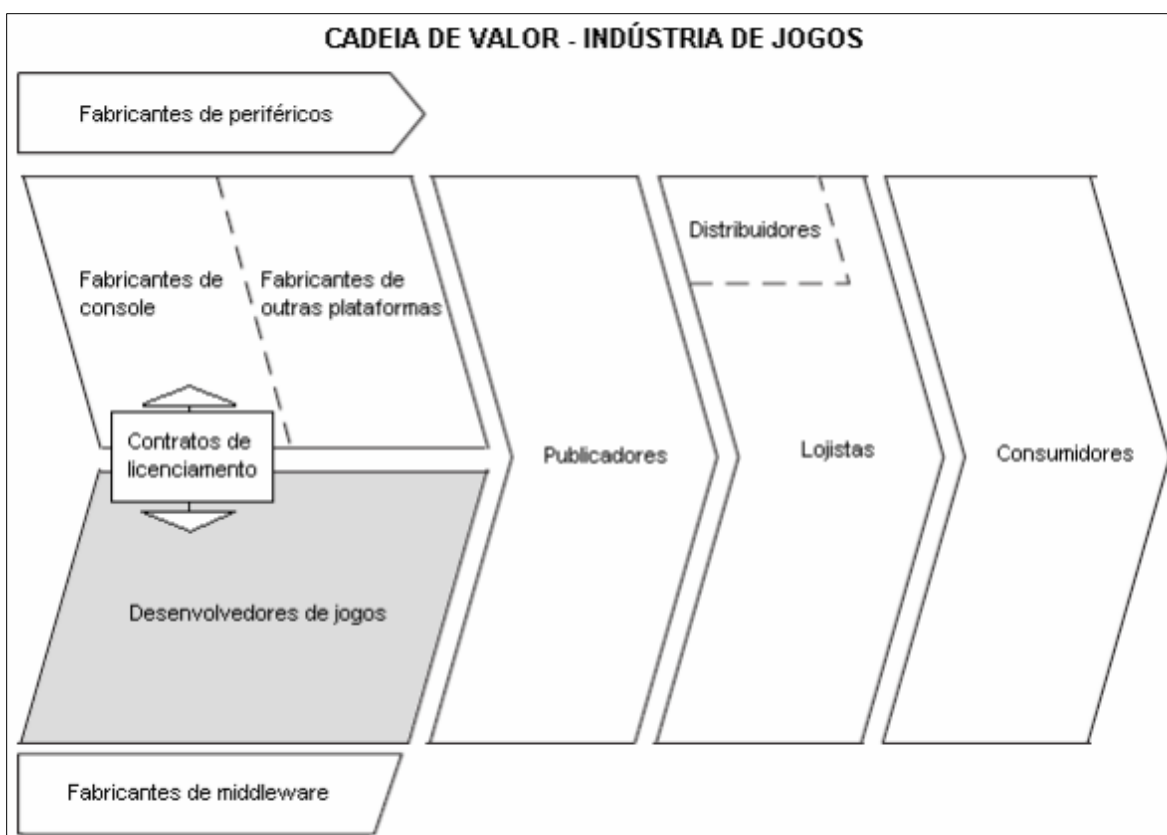 CADEIA DE VALOR - INDÚSTRIA DE JOGOS
Fabricantes de periféricos
Fabricantes de
console
Fabricantes de
outras plataformas
Contratos de
licenciamento
Desenvolvedores de jogos
Fabricantes de middleware
Publicadores
Distribuidores
Lojistas
Consumidores